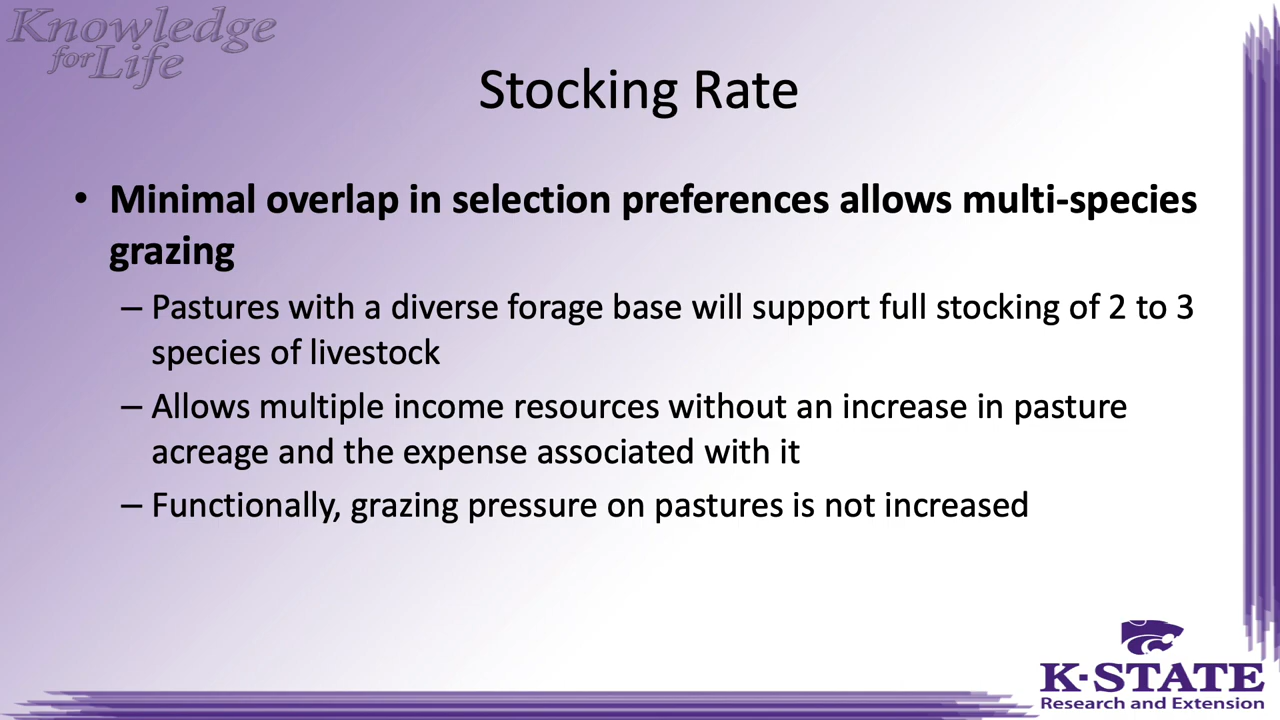 Knowledge
for Life
Stocking Rate
• Minimal overlap in selection preferences allows multi-species
grazing
– Pastures with a diverse forage base will support full stocking of 2 to 3
species of livestock
– Allows multiple income resources without an increase in pasture
acreage and the expense associated with it
– Functionally, grazing pressure on pastures is not increased
K-STATE
Research and Extension